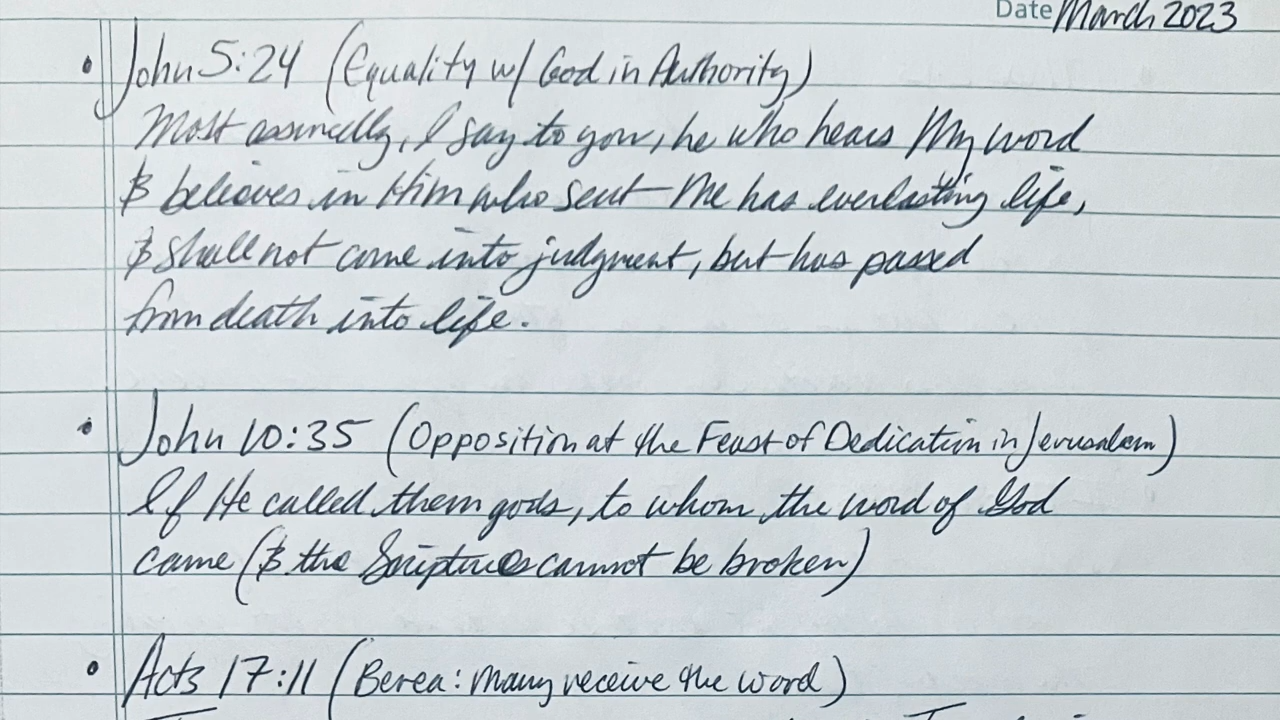 Date March 2023
• John 5:24 (Equality w/ God in Authority)
Most assuredly, I say to you, he who hears My word
& believes in Him who sent Me has everlasting life,
& shall not come into judgment, but has passed
from death into life.
• John 10:35 (Opposition at the Feast of Dedication in Jerusalem)
If He called them gods, to whom the word of God
came (& the Scriptures cannot be broken)
• Acts 17:11 (Berea: Many receive the word)